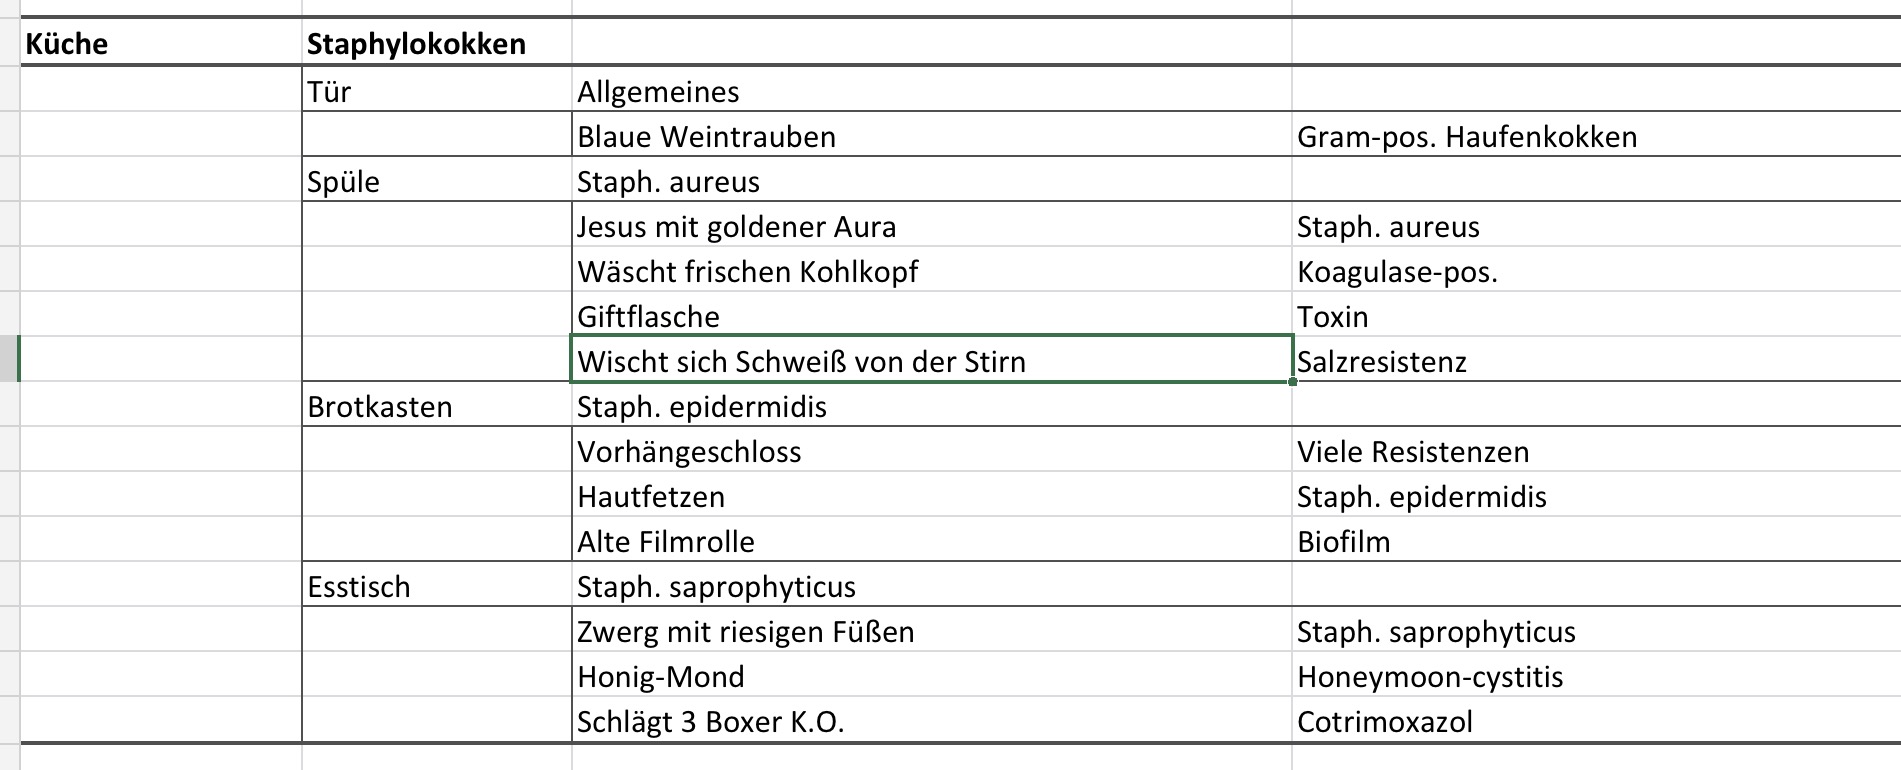 Küche Staphylokokken
Tür Allgemeines
Blaue Weintrauben Gram-pos. Haufenkokken
Spüle Staph. aureus
Jesus mit goldener Aura Staph. aureus
Wäscht frischen Kohlkopf Koagulase-pos.
Giftflasche Toxin
Wischt sich Schweiß von der Stirn Salzresistenz
Brotkasten Staph. epidermidis
Vorhängeschloss Viele Resistenzen
Hautfetzen Staph. epidermidis
Alte Filmrolle Biofilm
Esstisch Staph. saprophyticus
Zwerg mit riesigen Füßen Staph. saprophyticus
Honig-Mond Honeymoon-cystitis
Schlägt 3 Boxer K.O. Cotrimoxazol